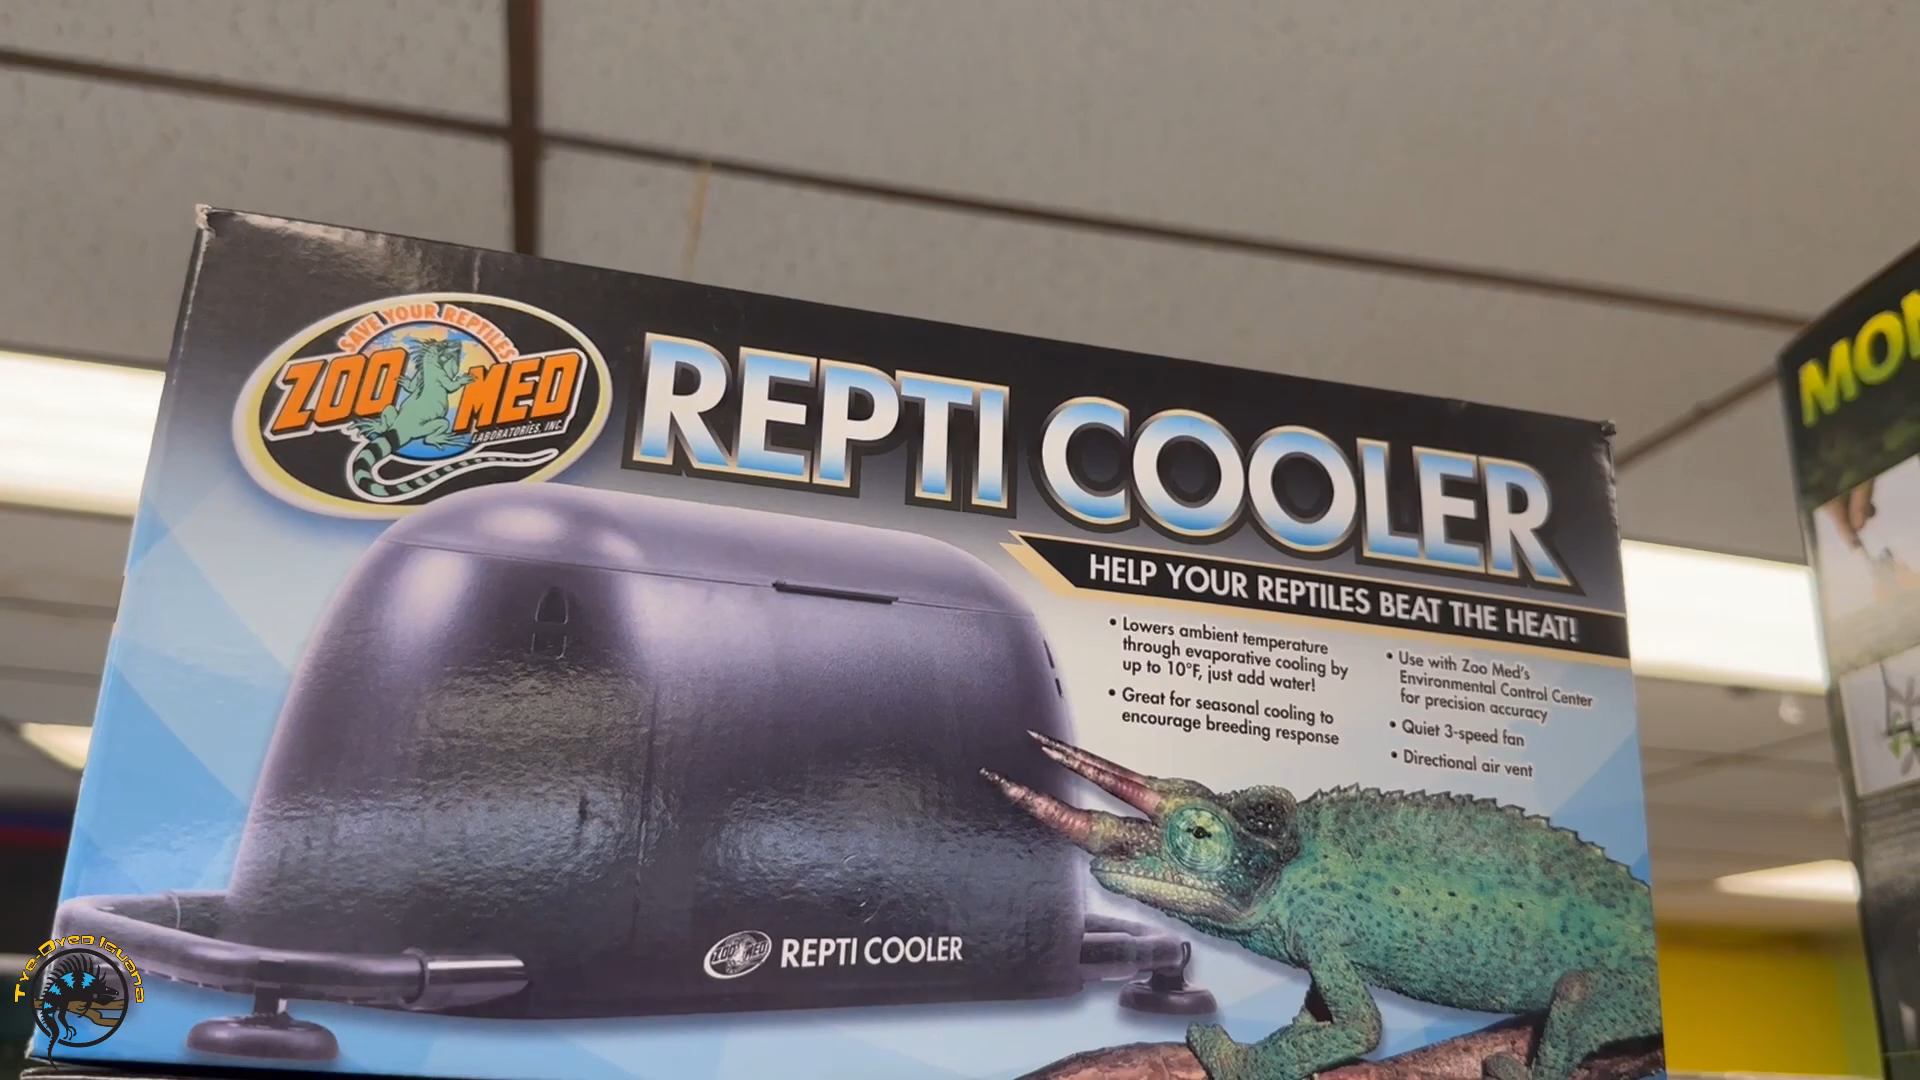 SAVE YOUR REPTILES
ZOO MED
LABORATORIES, INC.
REPTI COOLER
HELP YOUR REPTILES BEAT THE HEAT!
• Lowers ambient temperature
through evaporative cooling by
up to 10°F, just add water!
• Great for seasonal cooling to
encourage breeding response
• Use with Zoo Med's
Environmental Control Center
for precision accuracy
• Quiet 3-speed fan
• Directional air vent
ZOO MED REPTI COOLER
Tye-Dyed Iguana